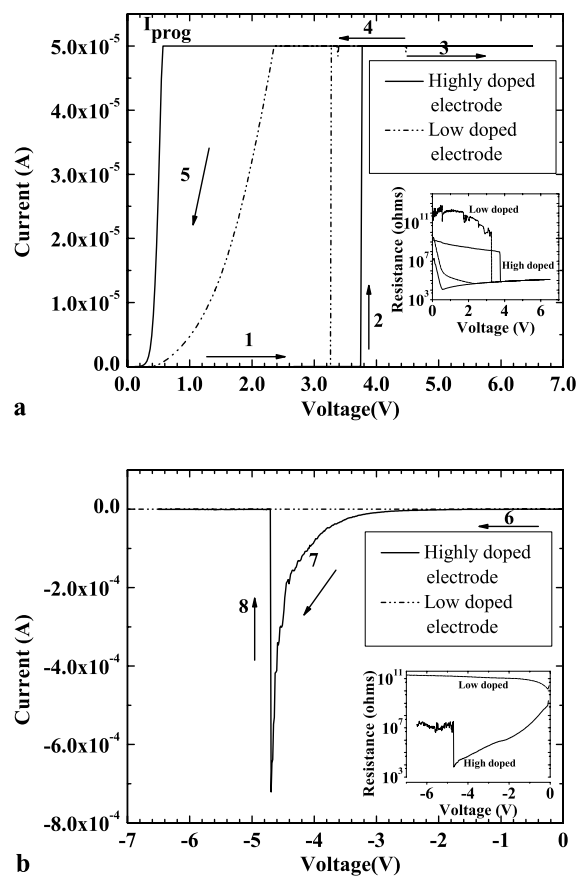 I prog
4
3
5.0x10⁻⁵
4.0x10⁻⁵
3.0x10⁻⁵
2.0x10⁻⁵
1.0x10⁻⁵
0.0
Current (A)
Highly doped
electrode
Low doped
electrode
5
1
2
10¹¹
10⁷
10³
Resistance (ohms)
Low doped
High doped
0 2 4 6
Voltage (V)
0.0 1.0 2.0 3.0 4.0 5.0 6.0 7.0
Voltage(V)
a
0.0
-2.0x10⁻⁴
-4.0x10⁻⁴
-6.0x10⁻⁴
-8.0x10⁻⁴
Current (A)
6
7
8
Highly doped
electrode
Low doped
electrode
10¹¹
10⁷
10³
Resistance (ohms)
Low doped
High doped
-6 -4 -2 0
Voltage (V)
-7 -6 -5 -4 -3 -2 -1 0
Voltage(V)
b